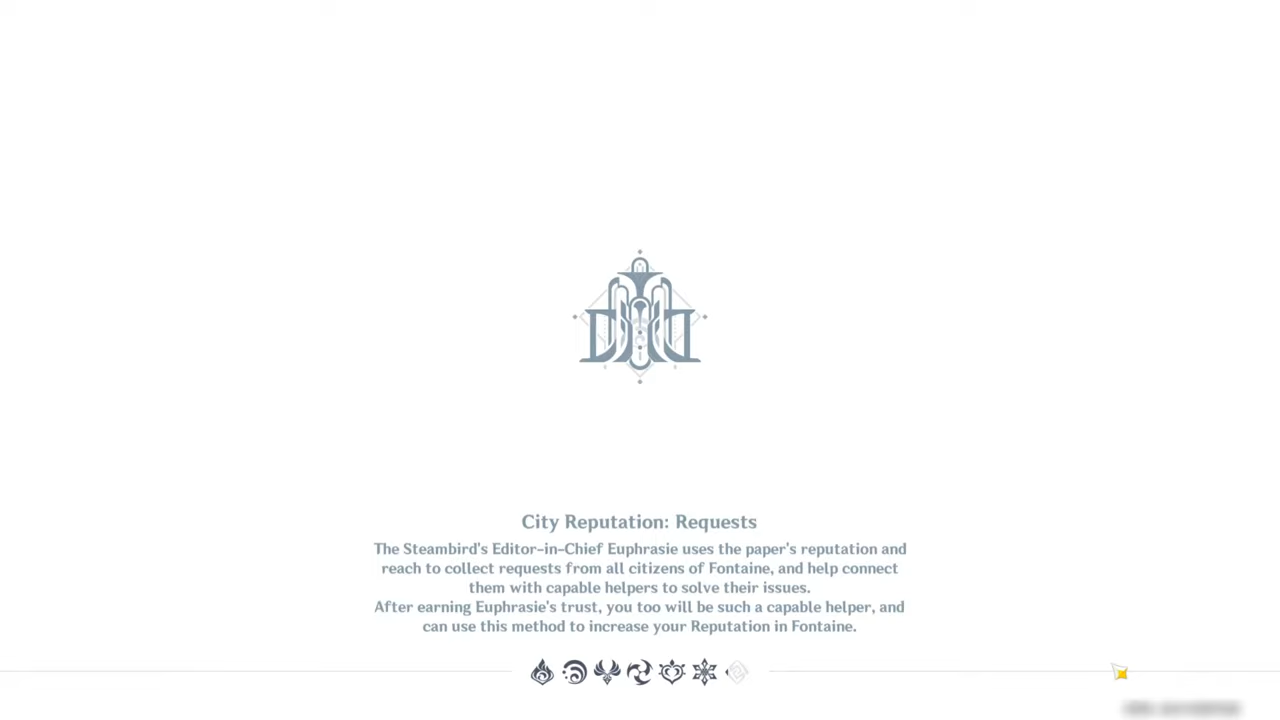 City Reputation: Requests
The Steambird's Editor-in-Chief Euphrasie uses the paper's reputation and
reach to collect requests from all citizens of Fontaine, and help connect
them with capable helpers to solve their issues.
After earning Euphrasie's trust, you too will be such a capable helper, and
can use this method to increase your Reputation in Fontaine.